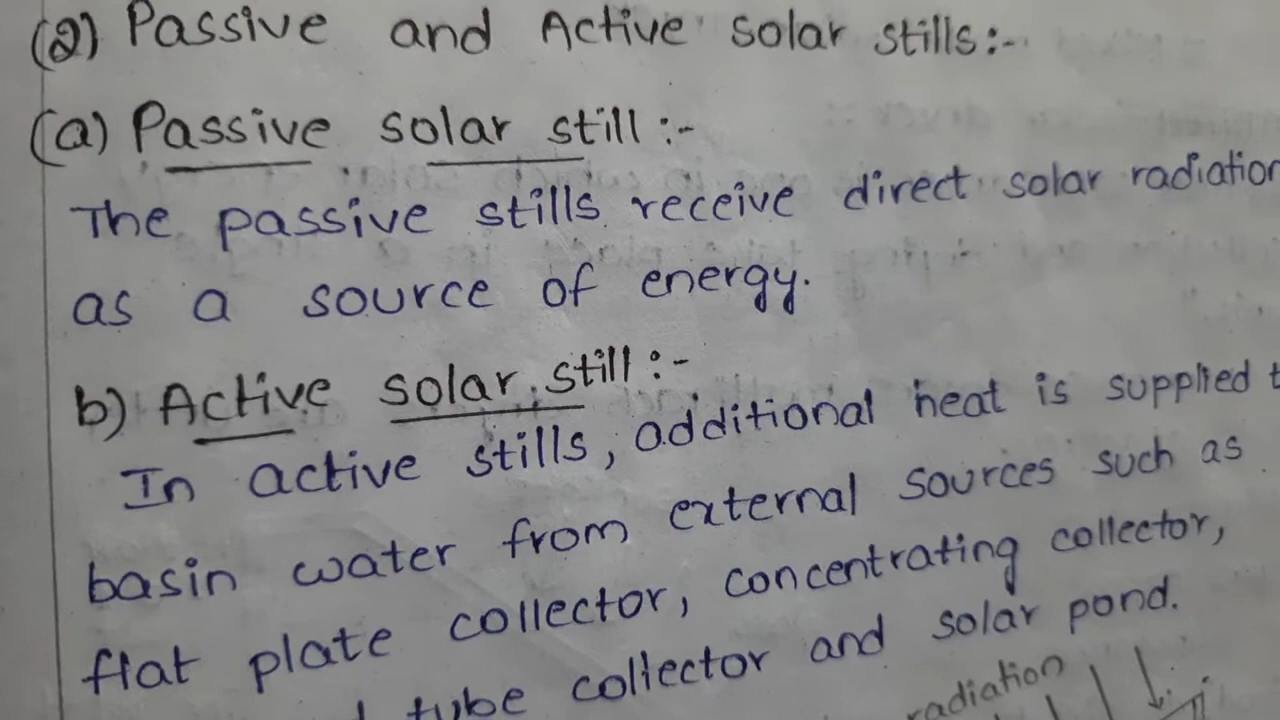 (2) Passive and Active solar stills:-
(a) Passive solar still :-
The passive stills receive direct solar radiation
as a source of energy.
b) Active solar still :-
In active stills, additional heat is supplied t
basin water from external sources such as
flat plate collector, concentrating collector,
tube collector and solar pond.
radiation